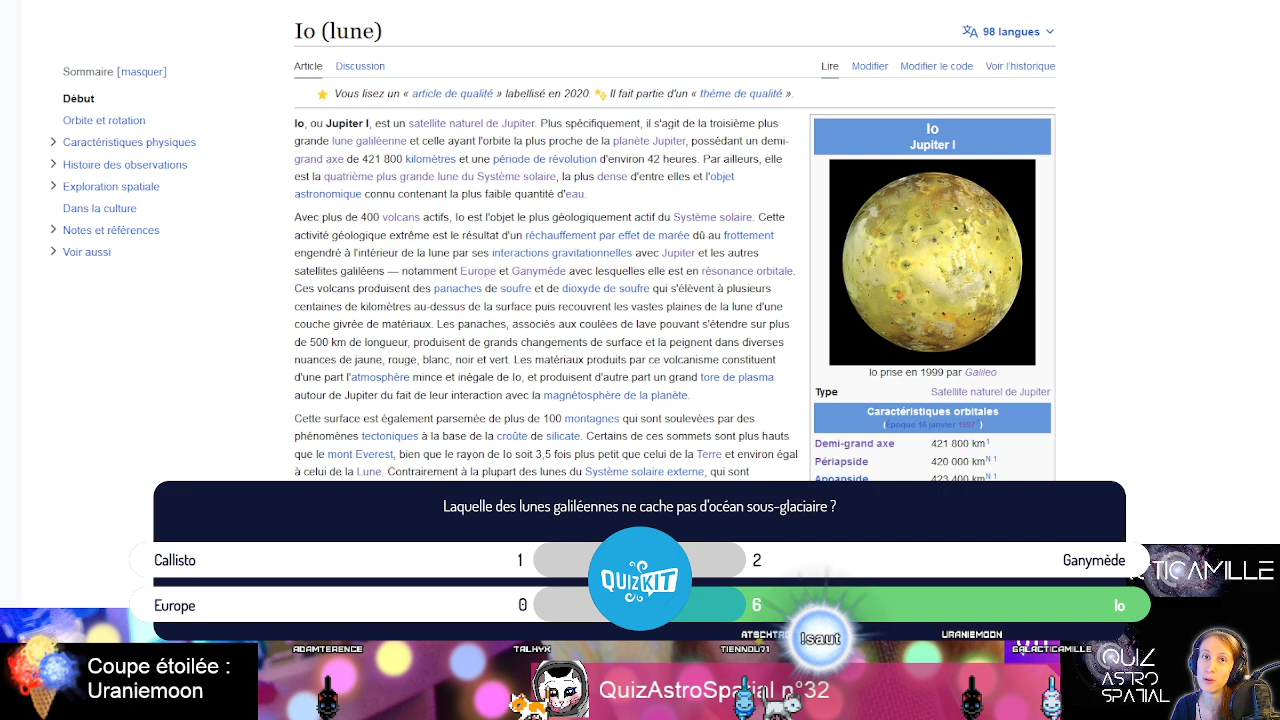 Io (lune)
98 langues
Sommaire [masquer]
Début
Orbite et rotation
Caractéristiques physiques
Histoire des observations
Exploration spatiale
Dans la culture
Notes et références
Voir aussi
Article Discussion
Lire Modifier Modifier le code Voir l'historique
Vous lisez un « article de qualité » labellisé en 2020. Il fait partie d'un « thème de qualité ».
Io, ou Jupiter I, est un satellite naturel de Jupiter. Plus spécifiquement, il s'agit de la troisième plus
grande lune galiléenne et celle ayant l'orbite la plus proche de la planète Jupiter, possédant un demi-
grand axe de 421 800 kilomètres et une période de révolution d'environ 42 heures. Par ailleurs, elle
est la quatrième plus grande lune du Système solaire, la plus dense d'entre elles et l'objet
astronomique connu contenant la plus faible quantité d'eau.
Avec plus de 400 volcans actifs, Io est l'objet le plus géologiquement actif du Système solaire. Cette
activité géologique extrême est le résultat d'un réchauffement par effet de marée dû au frottement
engendré à l'intérieur de la lune par ses interactions gravitationnelles avec Jupiter et les autres
satellites galiléens — notamment Europe et Ganymède avec lesquelles elle est en résonance orbitale.
Ces volcans produisent des panaches de soufre et de dioxyde de soufre qui s'élèvent à plusieurs
centaines de kilomètres au-dessus de la surface puis recouvrent les vastes plaines de la lune d'une
couche givrée de matériaux. Les panaches, associés aux coulées de lave pouvant s'étendre sur plus
de 500 km de longueur, produisent de grands changements de surface et la peignent dans diverses
nuances de jaune, rouge, blanc, noir et vert. Les matériaux produits par ce volcanisme constituent
d'une part l'atmosphère mince et inégale de Io, et produisent d'autre part un grand tore de plasma
autour de Jupiter du fait de leur interaction avec la magnétosphère de la planète.
Cette surface est également parsemée de plus de 100 montagnes qui sont soulevées par des
phénomènes tectoniques à la base de la croûte de silicate. Certains de ces sommets sont plus hauts
que le mont Everest, bien que le rayon de Io soit 3,5 fois plus petit que celui de la Terre et environ égal
à celui de la Lune. Contrairement à la plupart des lunes du Système solaire externe, qui sont
Io
Jupiter I
Io prise en 1999 par Galileo
Type Satellite naturel de Jupiter
Caractéristiques orbitales
(Époque 16 janvier 1997)
Demi-grand axe 421 800 km 1
Périapside 420 000 km N 1
Apoapside 423 400 km N 1
Laquelle des lunes galiléennes ne cache pas d'océan sous-glaciaire ?
Callisto 1
2 Ganymède
Europe 0
6 Io
QUIZKIT
TICAMILLE
!saut
ATSCHTRO
URANIEMOON
ADAMTERENCE
TALHYX
TIENNOU71
GALACTICAMILLE
Coupe étoilée :
Uraniemoon
QuizAstroSpatial n°32
QUIZ
ASTRO
SPATIAL